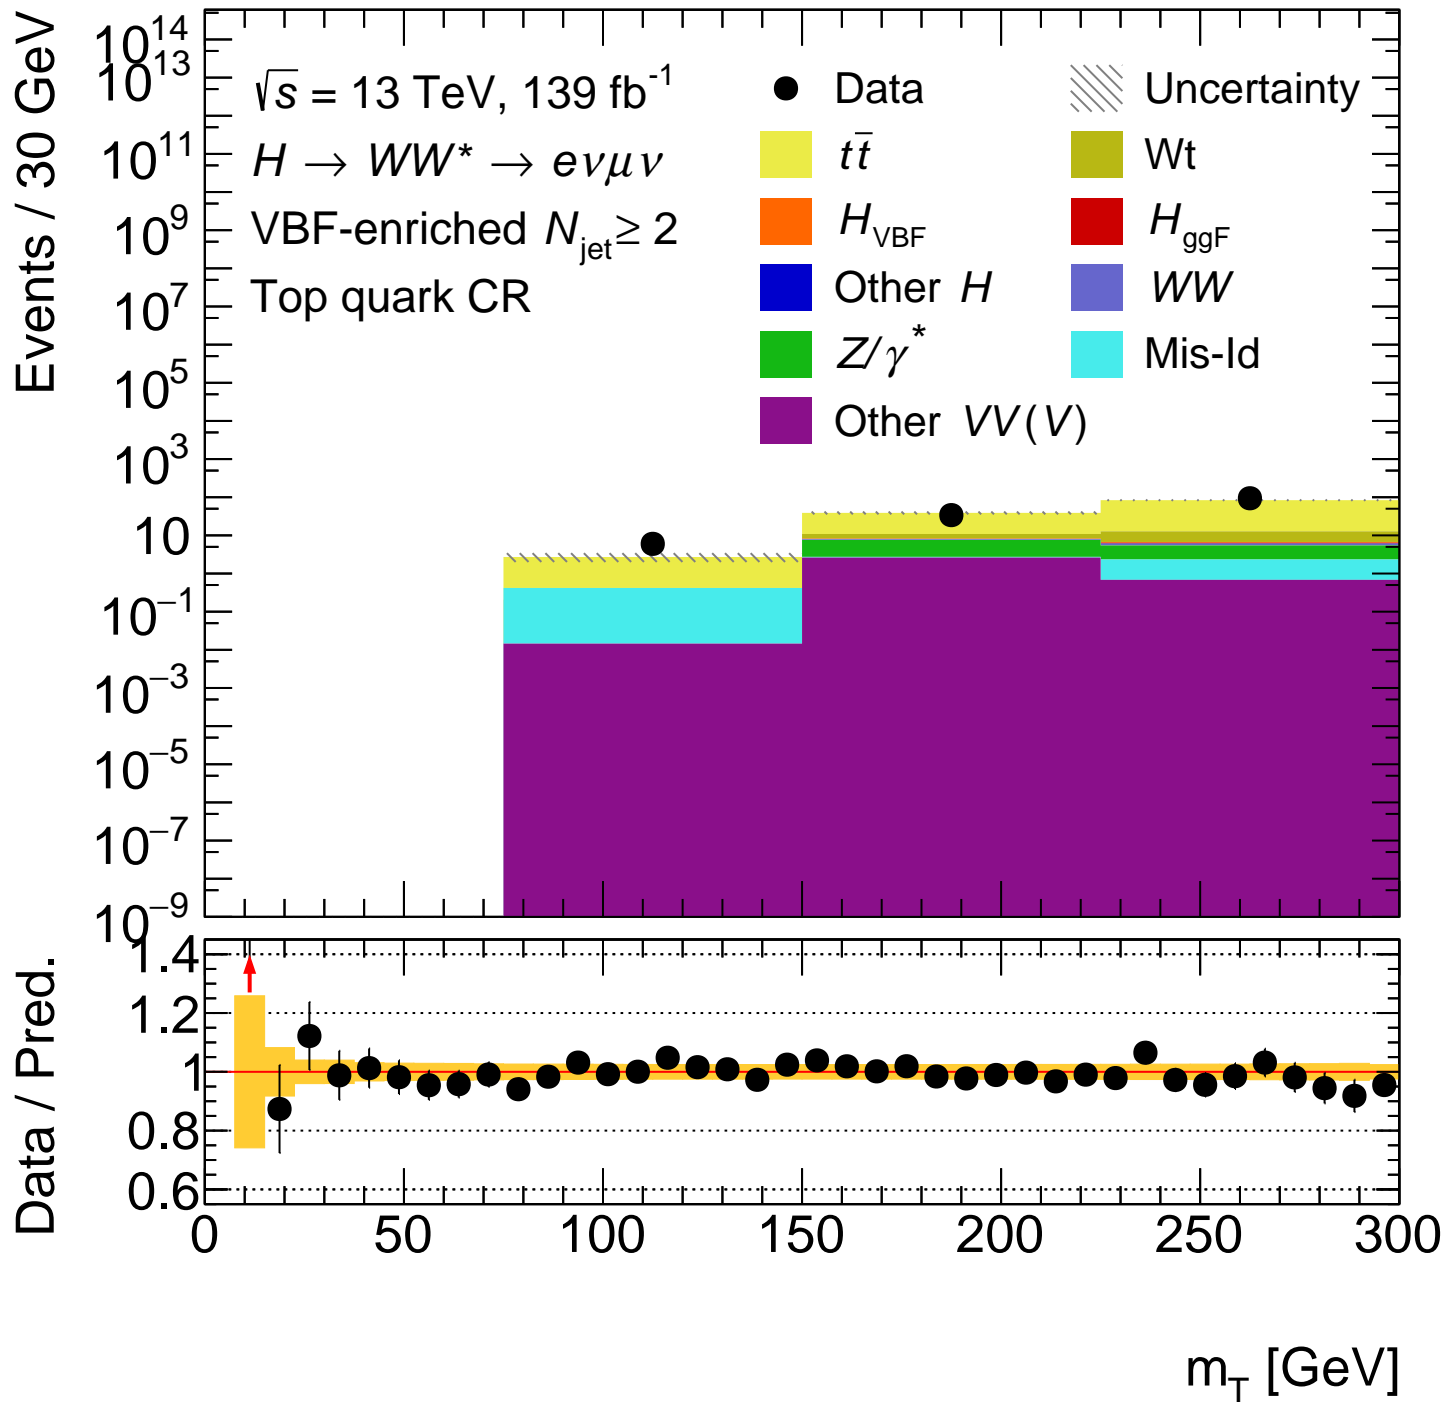 Events / 30 GeV
10^14
10^13
10^11
10^9
10^7
10^5
10^3
10
10^−1
10^−3
10^−5
10^−7
10^−9
√s = 13 TeV, 139 fb^-1
H → WW* → eνμν
VBF-enriched N_jet ≥ 2
Top quark CR
Data
Uncertainty
tt̄
Wt
H_VBF
H_ggF
Other H
WW
Z/γ*
Mis-Id
Other VV(V)
Data / Pred.
1.4
1.2
1
0.8
0.6
0 50 100 150 200 250 300
m_T [GeV]